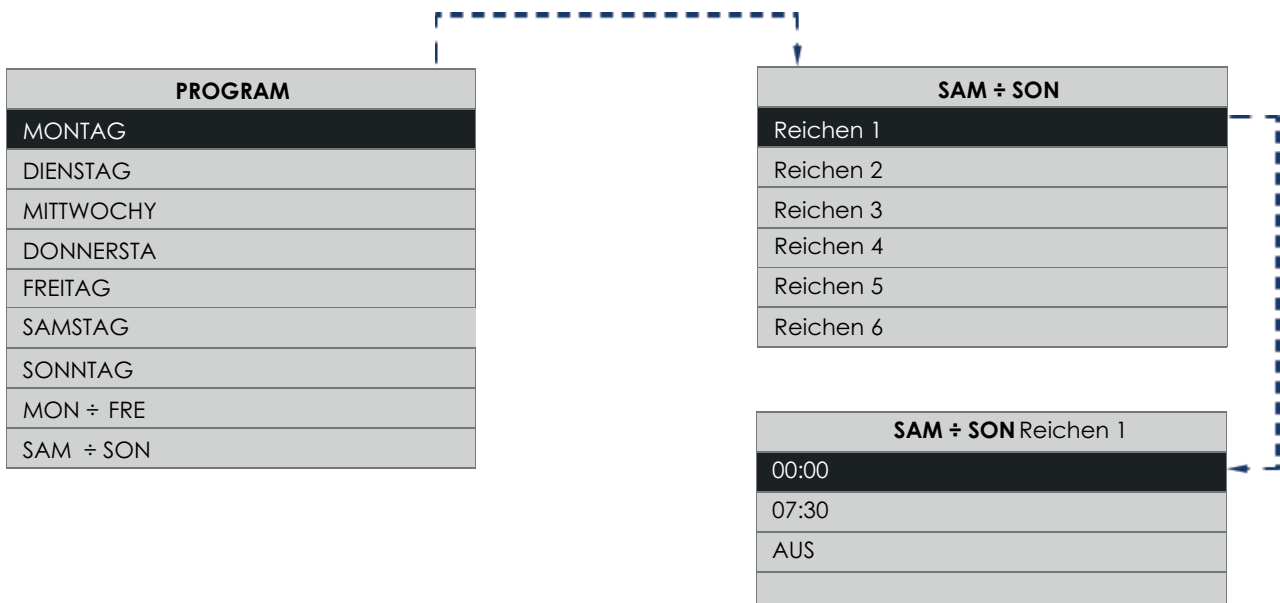 PROGRAM
MONTAG
DIENSTAG
MITTWOCHY
DONNERSTA
FREITAG
SAMSTAG
SONNTAG
MON ÷ FRE
SAM ÷ SON
SAM ÷ SON
Reichen 1
Reichen 2
Reichen 3
Reichen 4
Reichen 5
Reichen 6
SAM ÷ SON Reichen 1
00:00
07:30
AUS